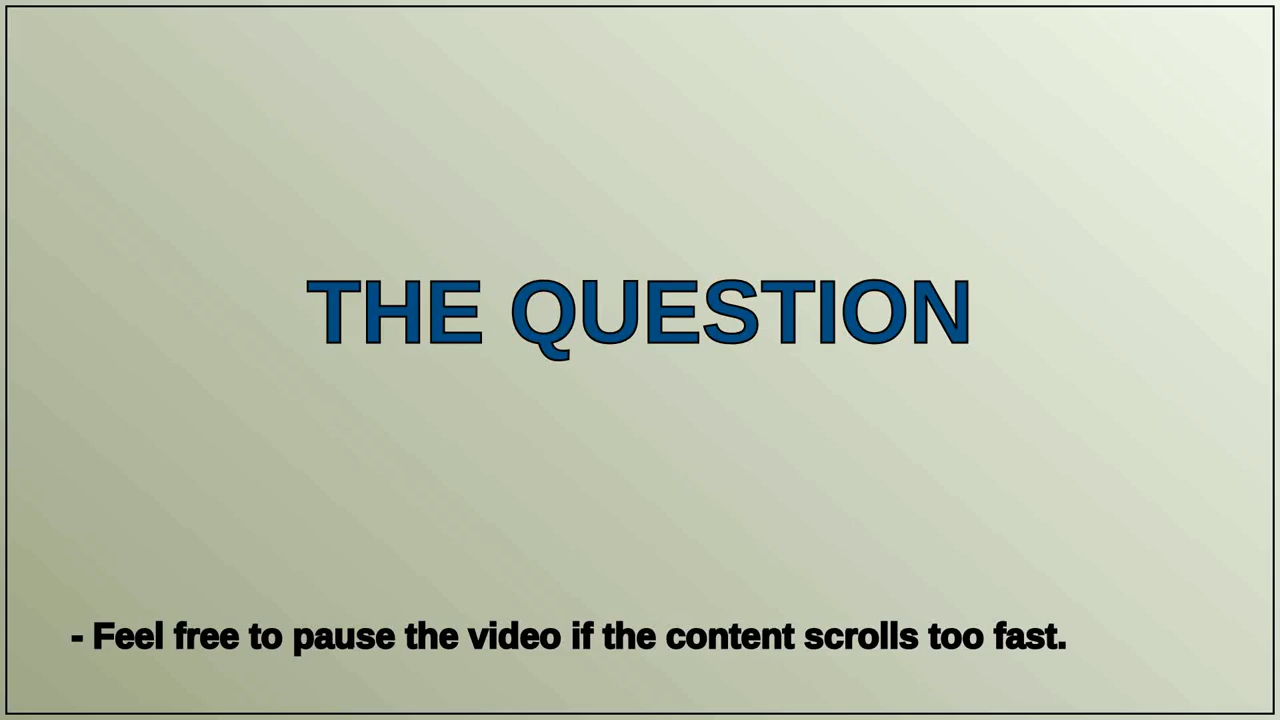 THE QUESTION
- Feel free to pause the video if the content scrolls too fast.